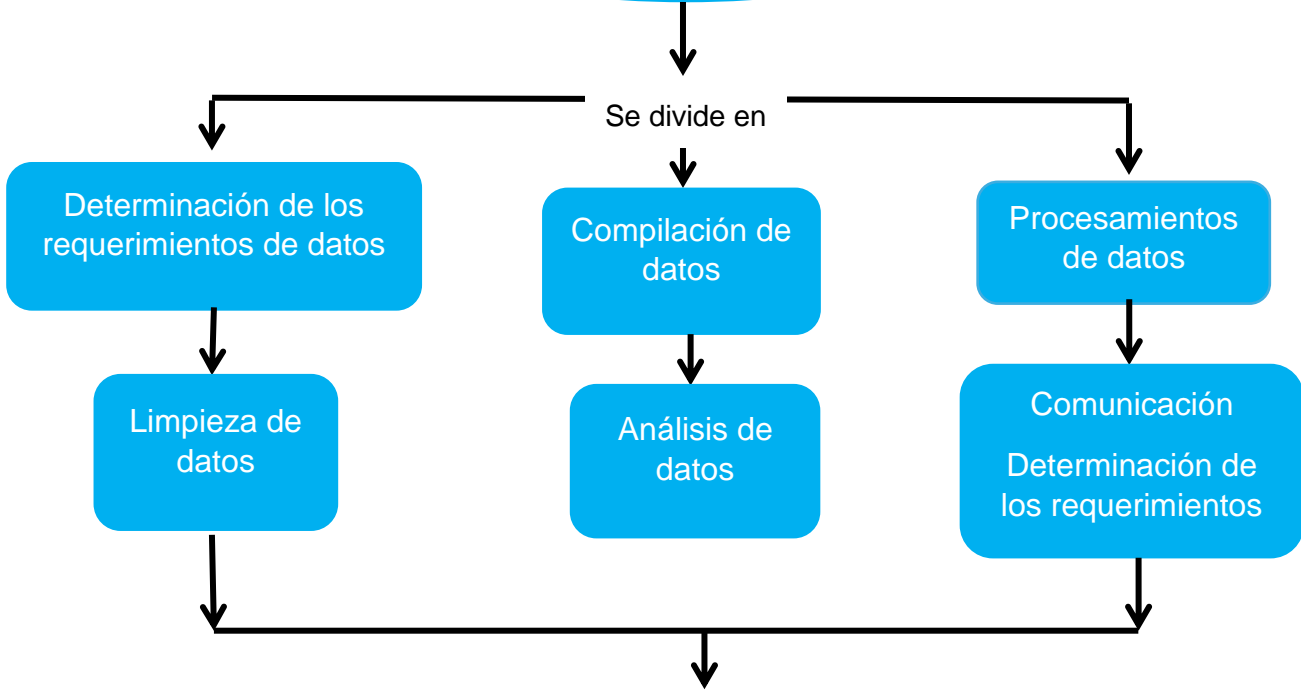 Se divide en
Determinación de los
requerimientos de datos
Compilación de
datos
Procesamientos
de datos
Limpieza de
datos
Análisis de
datos
Comunicación
Determinación de
los requerimientos